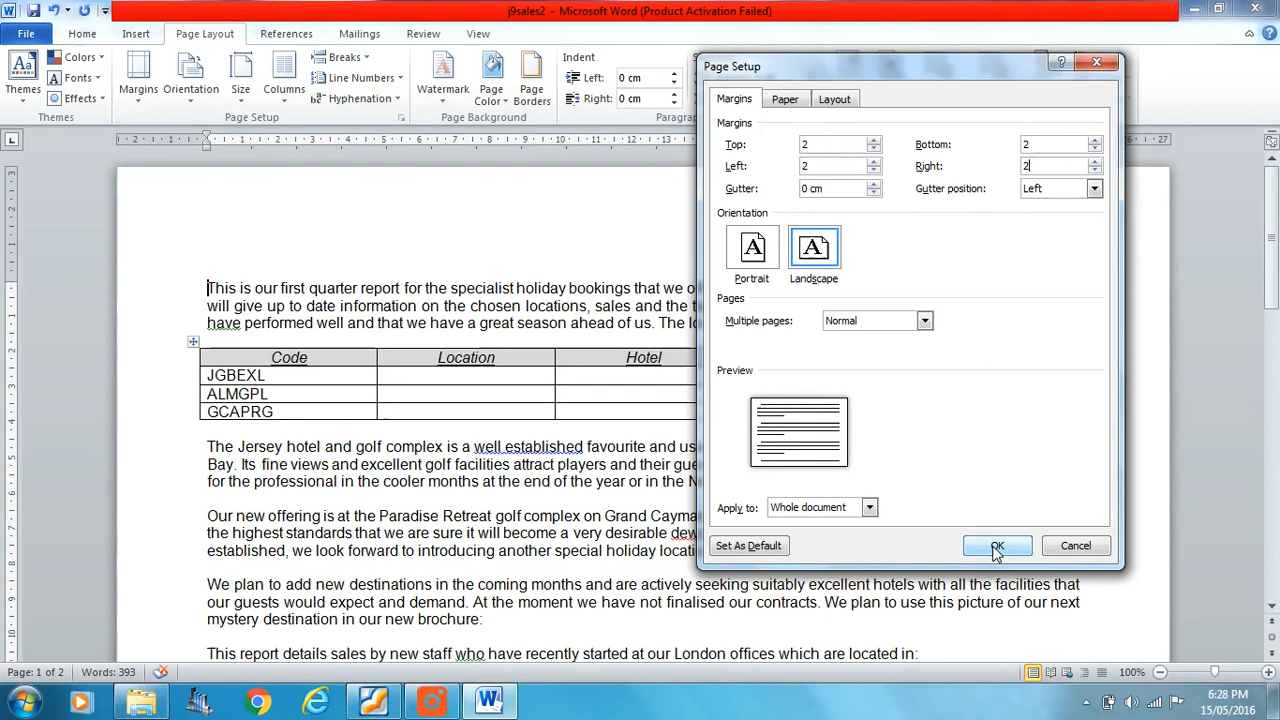 j9sales2 - Microsoft Word (Product Activation Failed)
File Home Insert Page Layout References Mailings Review View
Themes
Colors
Fonts
Effects
Themes
Margins Orientation Size Columns
Breaks
Line Numbers
Hyphenation
Page Setup
Watermark Page Color Page Borders
Page Background
Indent
Left: 0 cm
Right: 0 cm
Paragra
2 1 1 2 3 4 5 6 7 8 9 27
Page Setup
Margins Paper Layout
Margins
Top: 2 Bottom: 2
Left: 2 Right: 2
Gutter: 0 cm Gutter position: Left
Orientation
A A
Portrait Landscape
Pages
Multiple pages: Normal
Preview
Apply to: Whole document
Set As Default OK Cancel
This is our first quarter report for the specialist holiday bookings that we o
will give up to date information on the chosen locations, sales and the t
have performed well and that we have a great season ahead of us. The lo
Code Location Hotel
JGBEXL
ALMGPL
GCAPRG
The Jersey hotel and golf complex is a well established favourite and us
Bay. Its fine views and excellent golf facilities attract players and their gue
for the professional in the cooler months at the end of the year or in the N
Our new offering is at the Paradise Retreat golf complex on Grand Cayma
the highest standards that we are sure it will become a very desirable dew
established, we look forward to introducing another special holiday locati
We plan to add new destinations in the coming months and are actively seeking suitably excellent hotels with all the facilities that
our guests would expect and demand. At the moment we have not finalised our contracts. We plan to use this picture of our next
mystery destination in our new brochure:
This report details sales by new staff who have recently started at our London offices which are located in:
Page: 1 of 2 Words: 393 100%
6:28 PM
15/05/2016